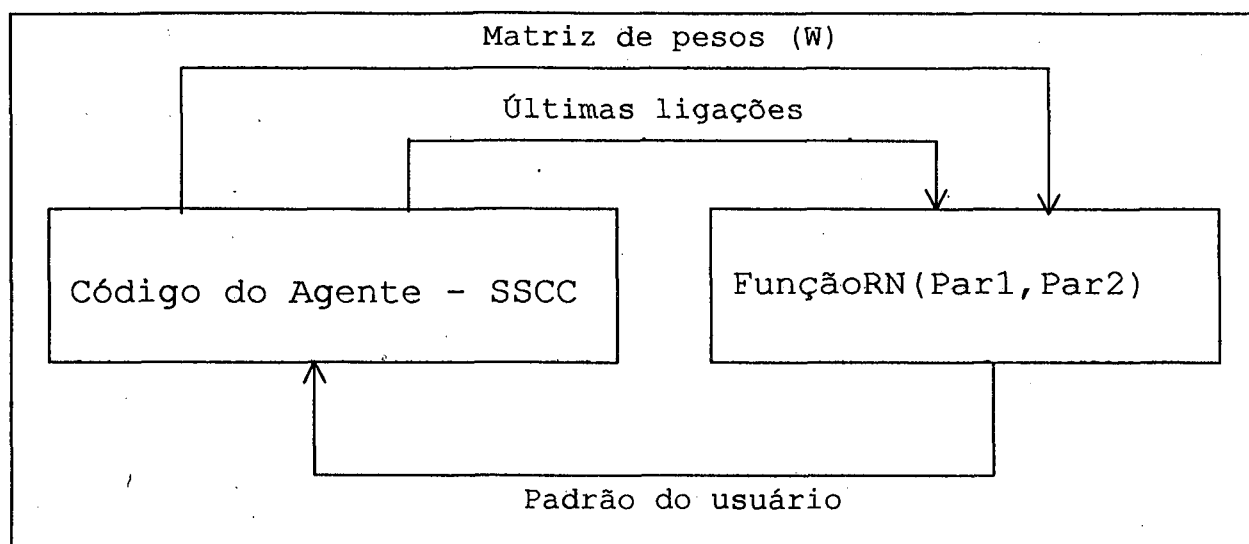 Matriz de pesos (W)
Últimas ligações
Código do Agente - SSCC
FunçãoRN(Par1,Par2)
Padrão do usuário